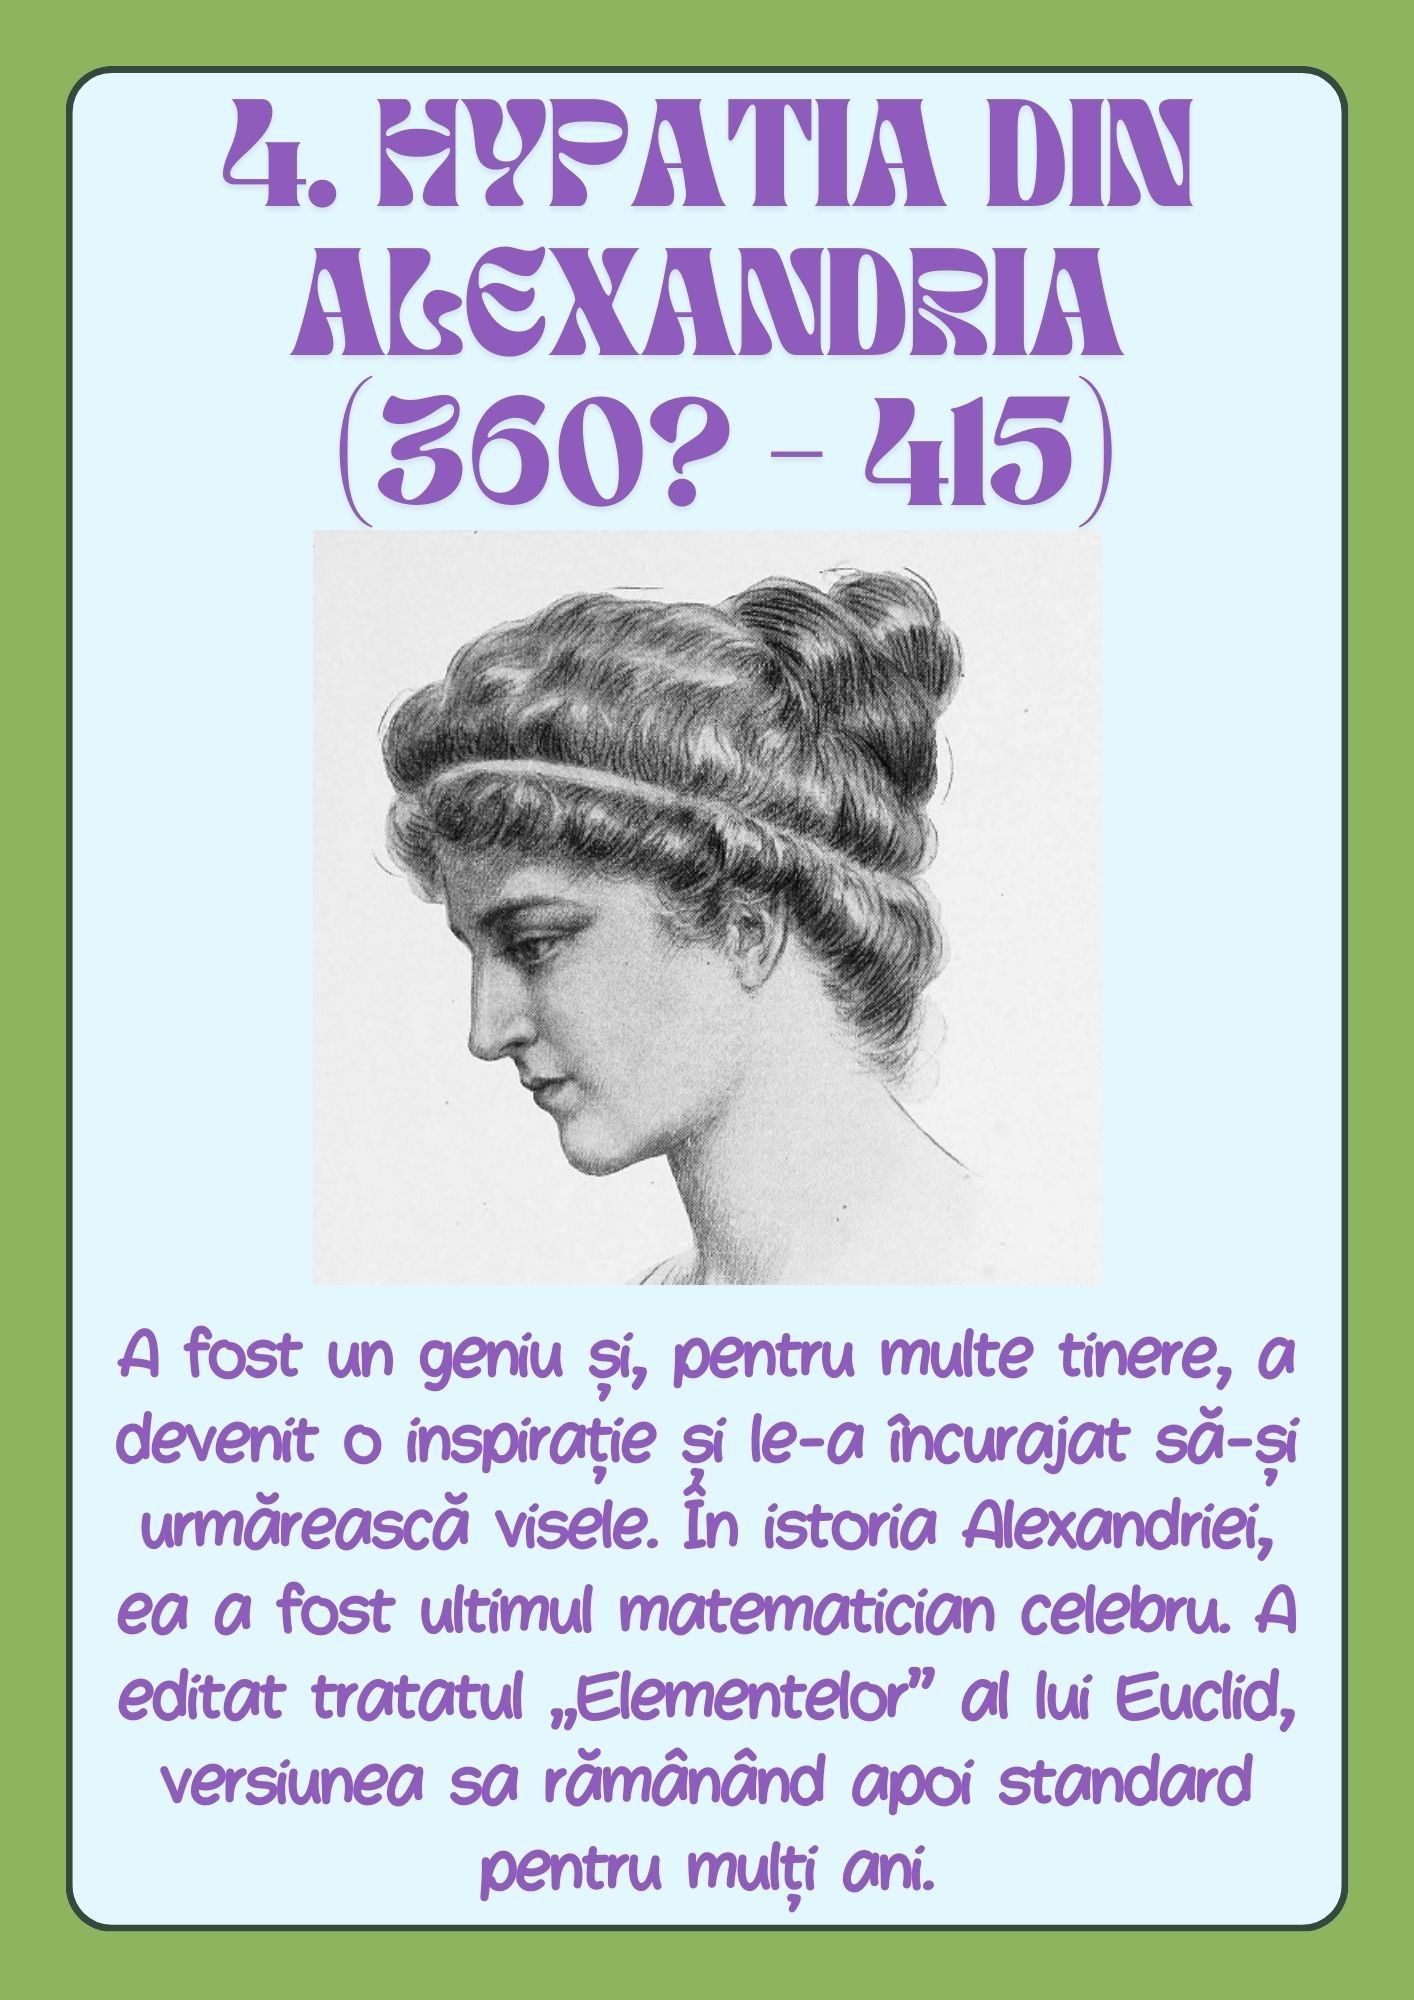 4. HYPATIA DIN
ALEXANDRIA
(360? - 415)
A fost un geniu și, pentru multe tinere, a
devenit o inspirație și le-a încurajat să-și
urmărească visele. În istoria Alexandriei,
ea a fost ultimul matematician celebru. A
editat tratatul „Elementelor” al lui Euclid,
versiunea sa rămânând apoi standard
pentru mulți ani.